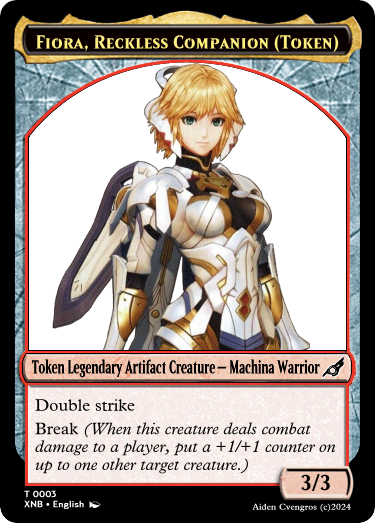 Fiora, Reckless Companion (Token)
Token Legendary Artifact Creature – Machina Warrior
Double strike
Break (When this creature deals combat
damage to a player, put a +1/+1 counter on
up to one other target creature.)
3/3
T 0003
XNB • English
Aiden Cvengros (c)2024